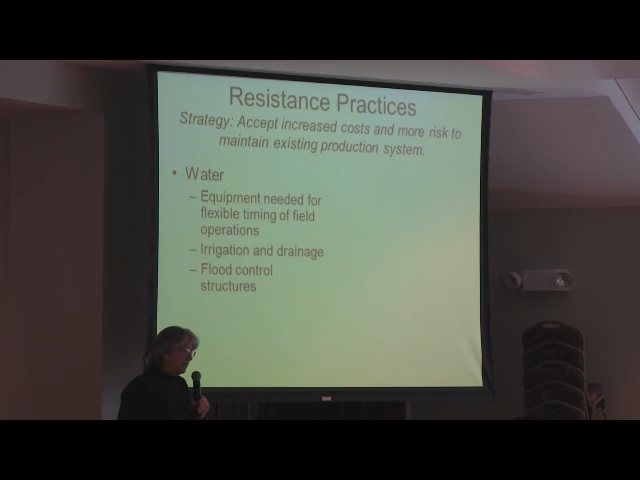 Resistance Practices
Strategy: Accept increased costs and more risk to
maintain existing production system.
• Water
– Equipment needed for
flexible timing of field
operations
– Irrigation and drainage
– Flood control
structures